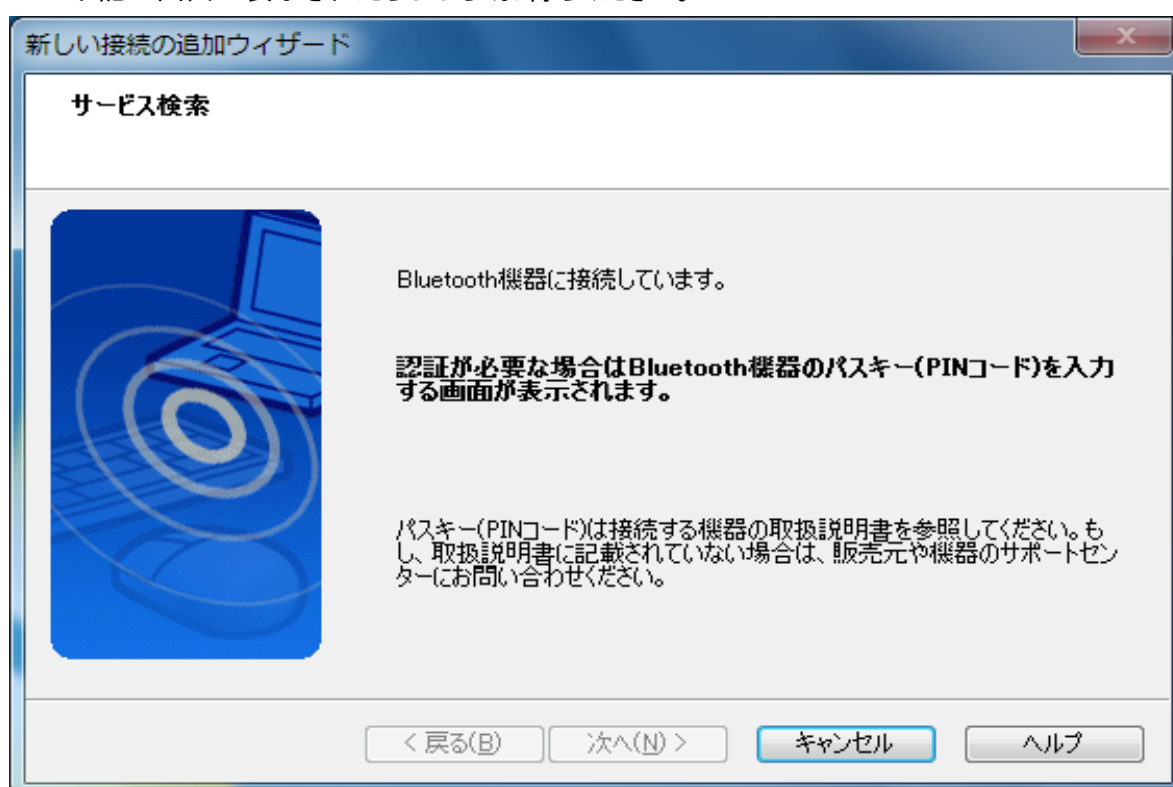 新しい接続の追加ウィザード
サービス検索
Bluetooth機器に接続しています。
認証が必要な場合はBluetooth機器のパスキー(PINコード)を入力
する画面が表示されます。
パスキー(PINコード)は接続する機器の取扱説明書を参照してください。も
し、取扱説明書に記載されていない場合は、販売元や機器のサポートセン
ターにお問い合わせください。
< 戻る(B)
次へ(N) >
キャンセル
ヘルプ